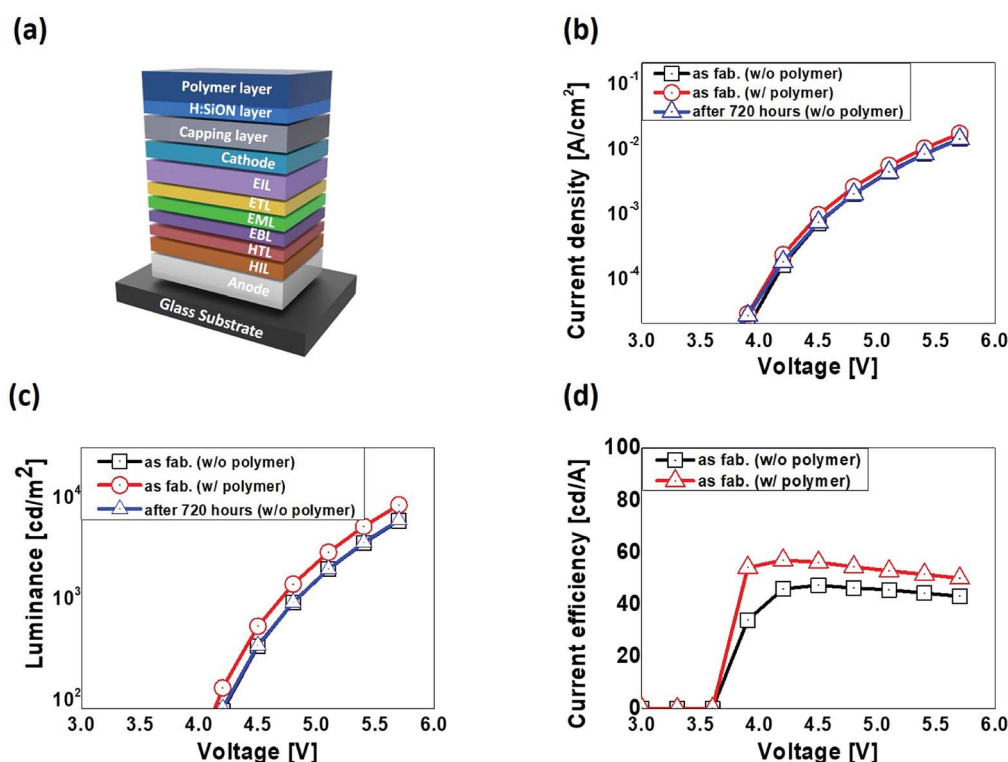 (a)
Polymer layer
H:SiON layer
Capping layer
Cathode
EIL
ETL
EML
EBL
HTL
HIL
Anode
Glass Substrate
(b)
as fab. (w/o polymer)
as fab. (w/ polymer)
after 720 hours (w/o polymer)
10⁻¹
10⁻²
10⁻³
10⁻⁴
Current density [A/cm²]
3.0 3.5 4.0 4.5 5.0 5.5 6.0
Voltage [V]
(c)
as fab. (w/o polymer)
as fab. (w/ polymer)
after 720 hours (w/o polymer)
10⁴
10³
10²
Luminance [cd/m²]
3.0 3.5 4.0 4.5 5.0 5.5 6.0
Voltage [V]
(d)
as fab. (w/o polymer)
as fab. (w/ polymer)
100
80
60
40
20
0
Current efficiency [cd/A]
3.0 3.5 4.0 4.5 5.0 5.5 6.0
Voltage [V]